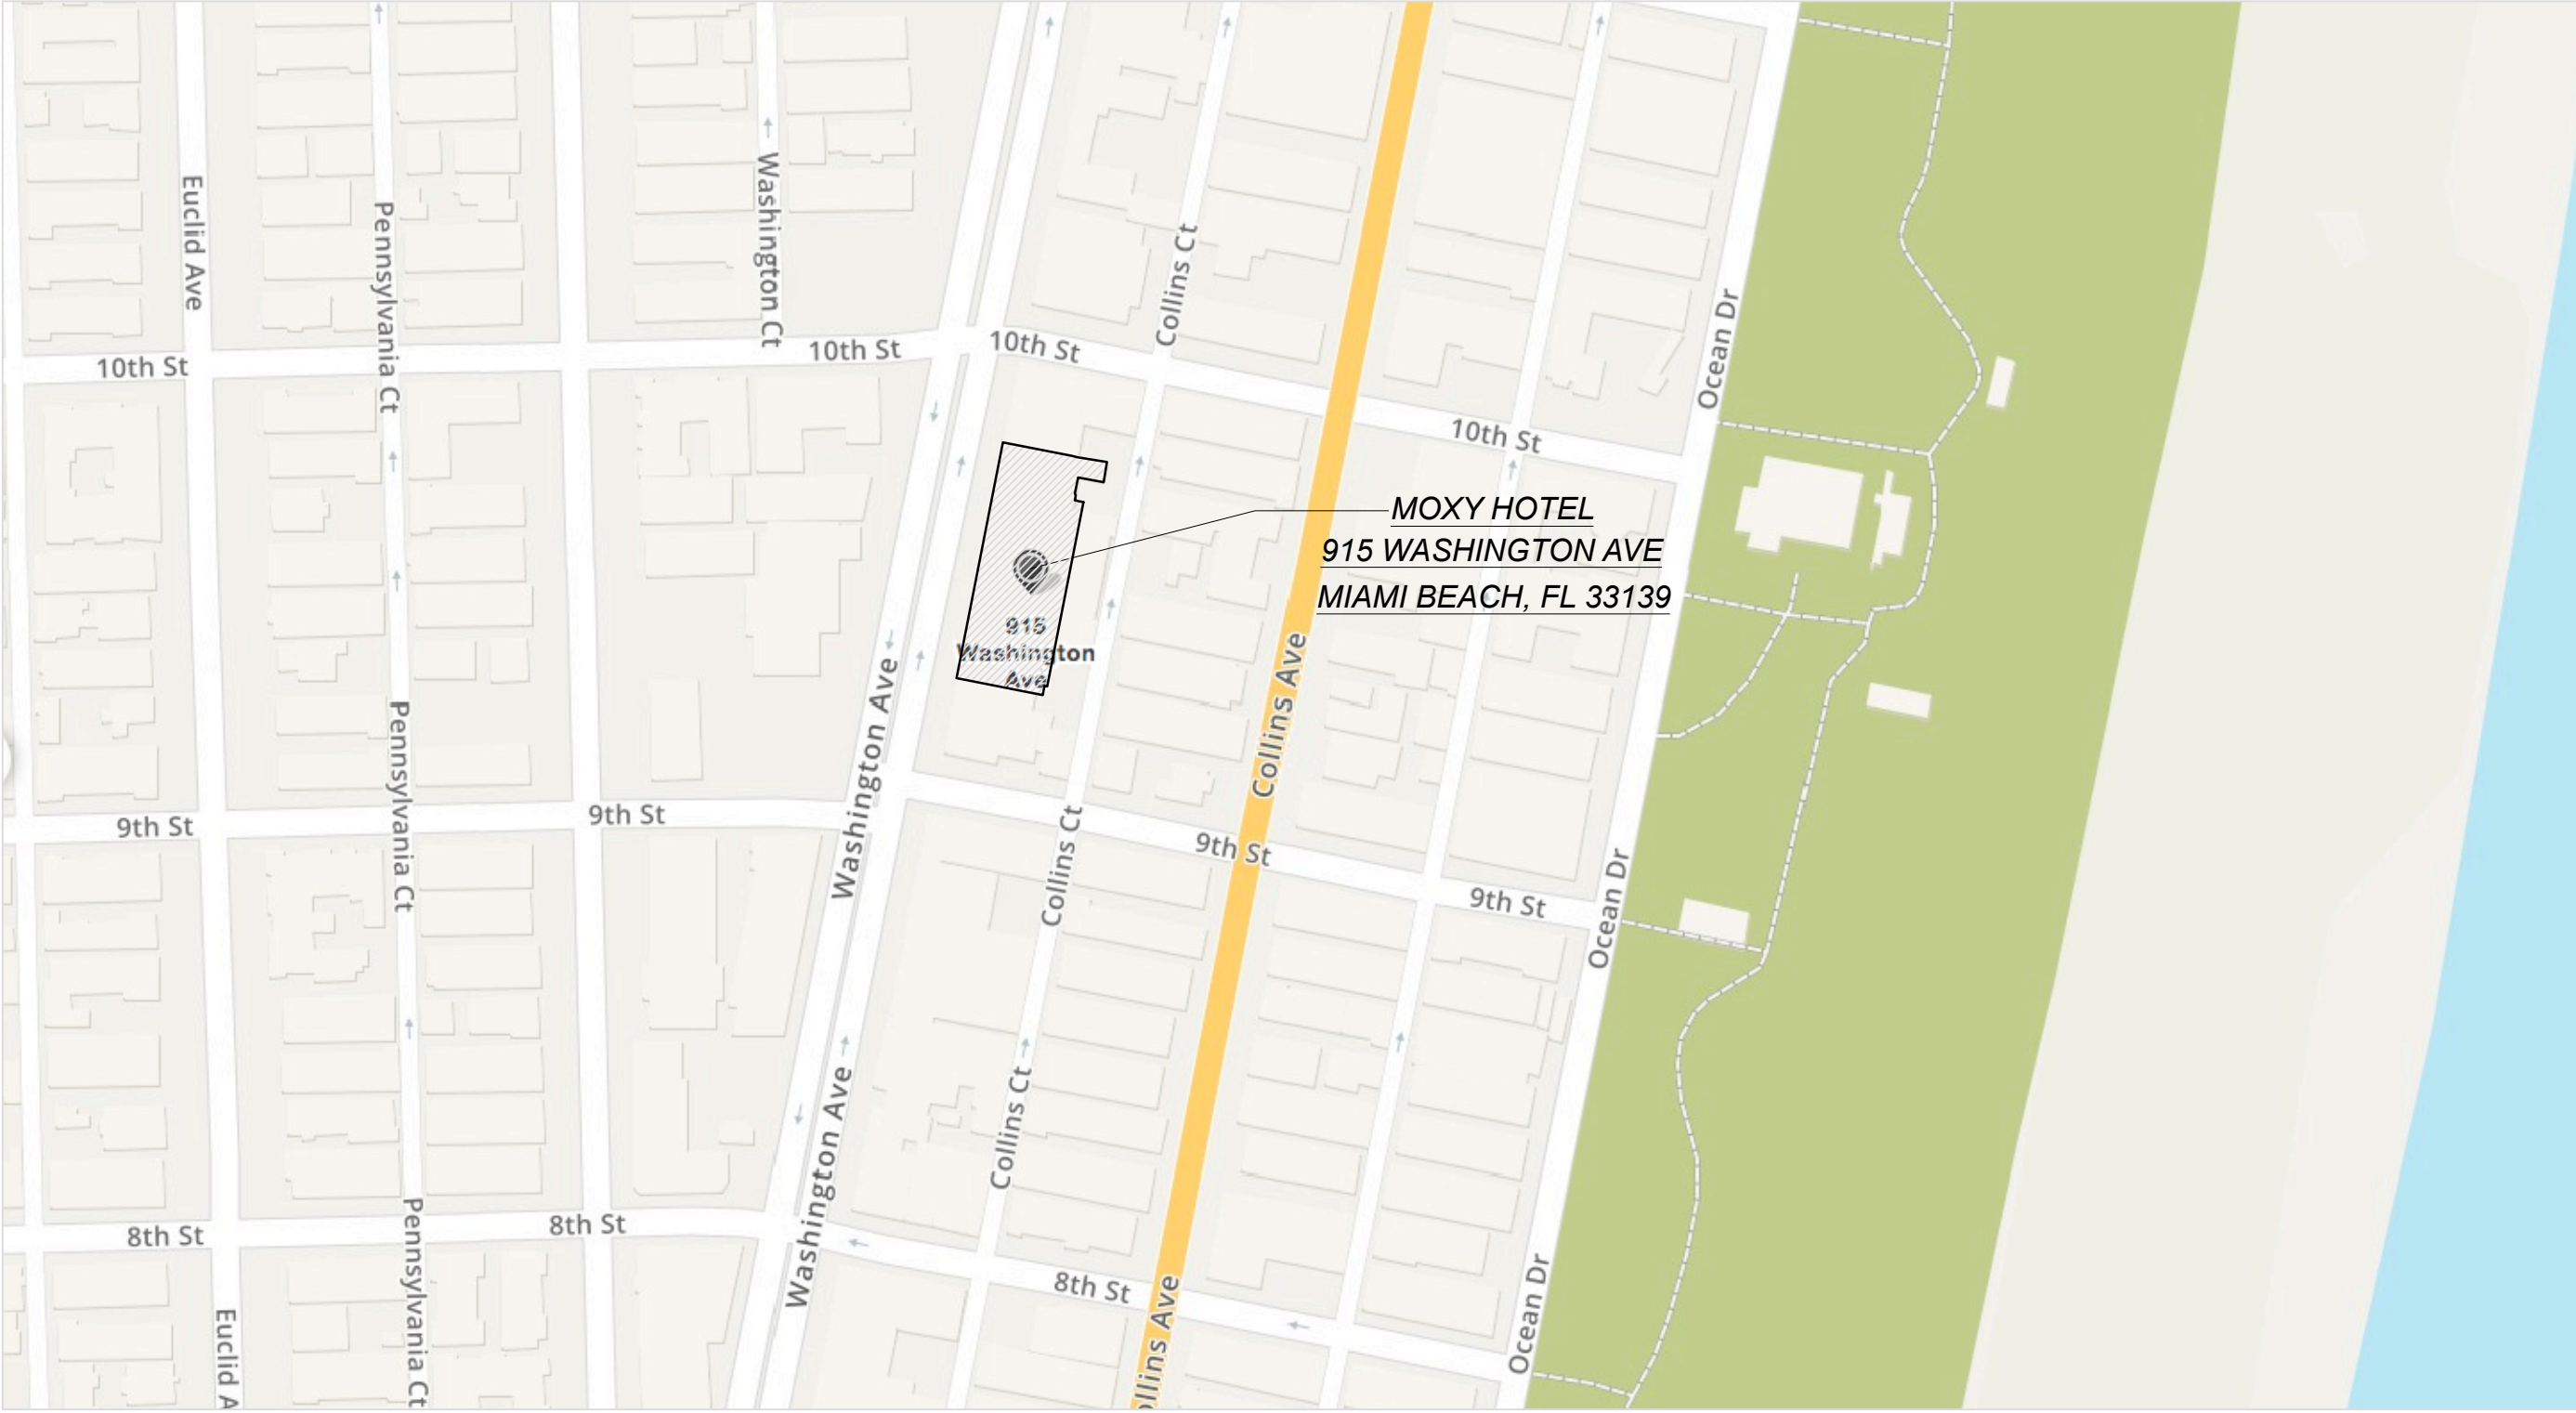 Euclid Ave
Pennsylvania Ct
Washington Ct
Collins Ct
Ocean Dr
10th St
10th St
10th St
10th St
MOXY HOTEL
915 WASHINGTON AVE
MIAMI BEACH, FL 33139
915
Washington
Ave
Washington Ave
Collins Ave
Pennsylvania Ct
9th St
9th St
9th St
9th St
Collins Ct
Ocean Dr
Washington Ave
Collins Ct
8th St
8th St
8th St
Pennsylvania Ct
Euclid A
ollins Ave
Ocean Dr